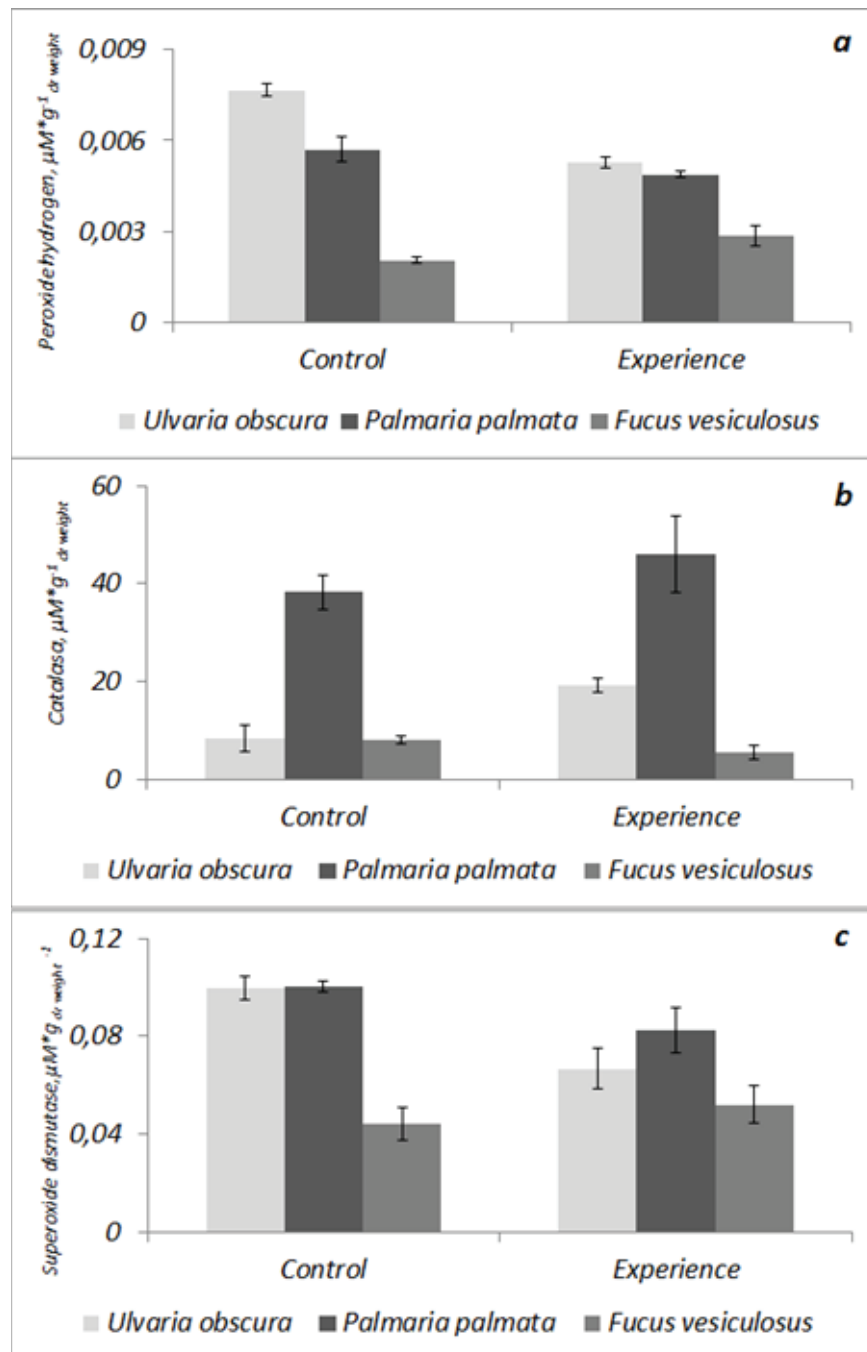 a
0,009
0,006
0,003
0
Peroxidehydrogen, µM*g⁻¹ dr weight
Control Experience
Ulvaria obscura Palmaria palmata Fucus vesiculosus
b
60
40
20
0
Catalasa, µM*g⁻¹ dr weight
Control Experience
Ulvaria obscura Palmaria palmata Fucus vesiculosus
c
0,12
0,08
0,04
0
Superoxide dismutase, µM*g dr weight ⁻¹
Control Experience
Ulvaria obscura Palmaria palmata Fucus vesiculosus